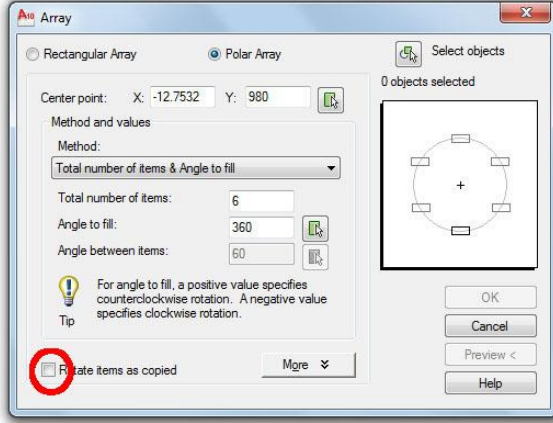 A10 Array
Rectangular Array
Polar Array
Select objects
0 objects selected
Center point: X: -12.7532 Y: 980
Method and values
Method:
Total number of items & Angle to fill
Total number of items: 6
Angle to fill: 360
Angle between items: 60
For angle to fill, a positive value specifies
counterclockwise rotation. A negative value
specifies clockwise rotation.
Tip
Rotate items as copied
More
OK
Cancel
Preview <
Help